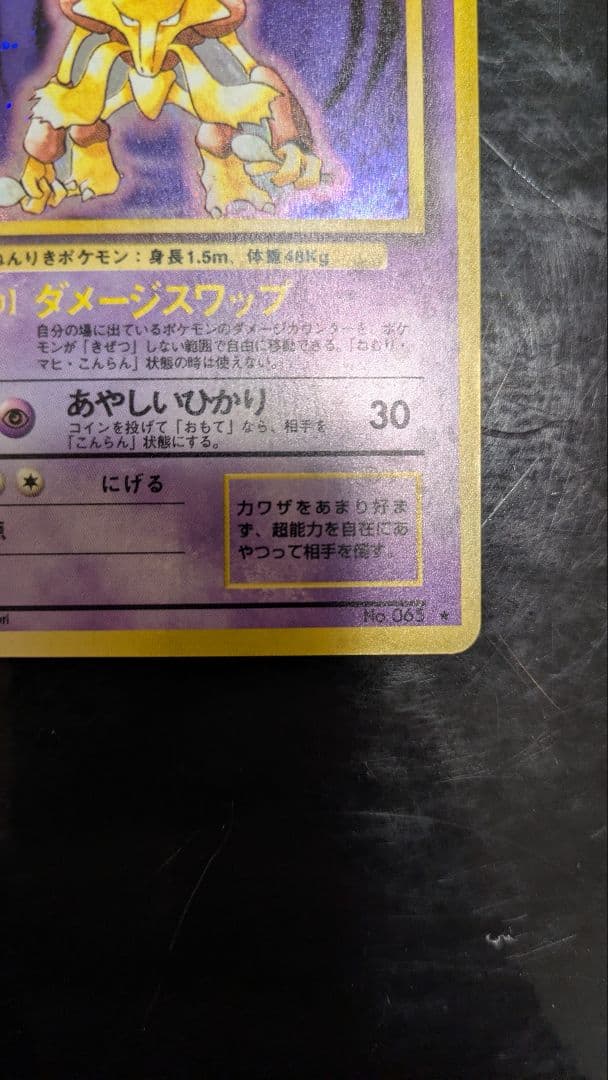 ねんりきポケモン：身長1.5m、体重48Kg
ダメージスワップ
自分の場に出ているポケモンのダメージカウンターを、ポケ
モンが「きぜつ」しない範囲で自由に移動できる。「ねむり・
マヒ・こんらん」状態の時は使えない。
あやしいひかり 30
コインを投げて「おもて」なら、相手を
「こんらん」状態にする。
にげる
力ワザをあまり好ま
ず、超能力を自在にあ
やつって相手を倒す。
No.065 ★